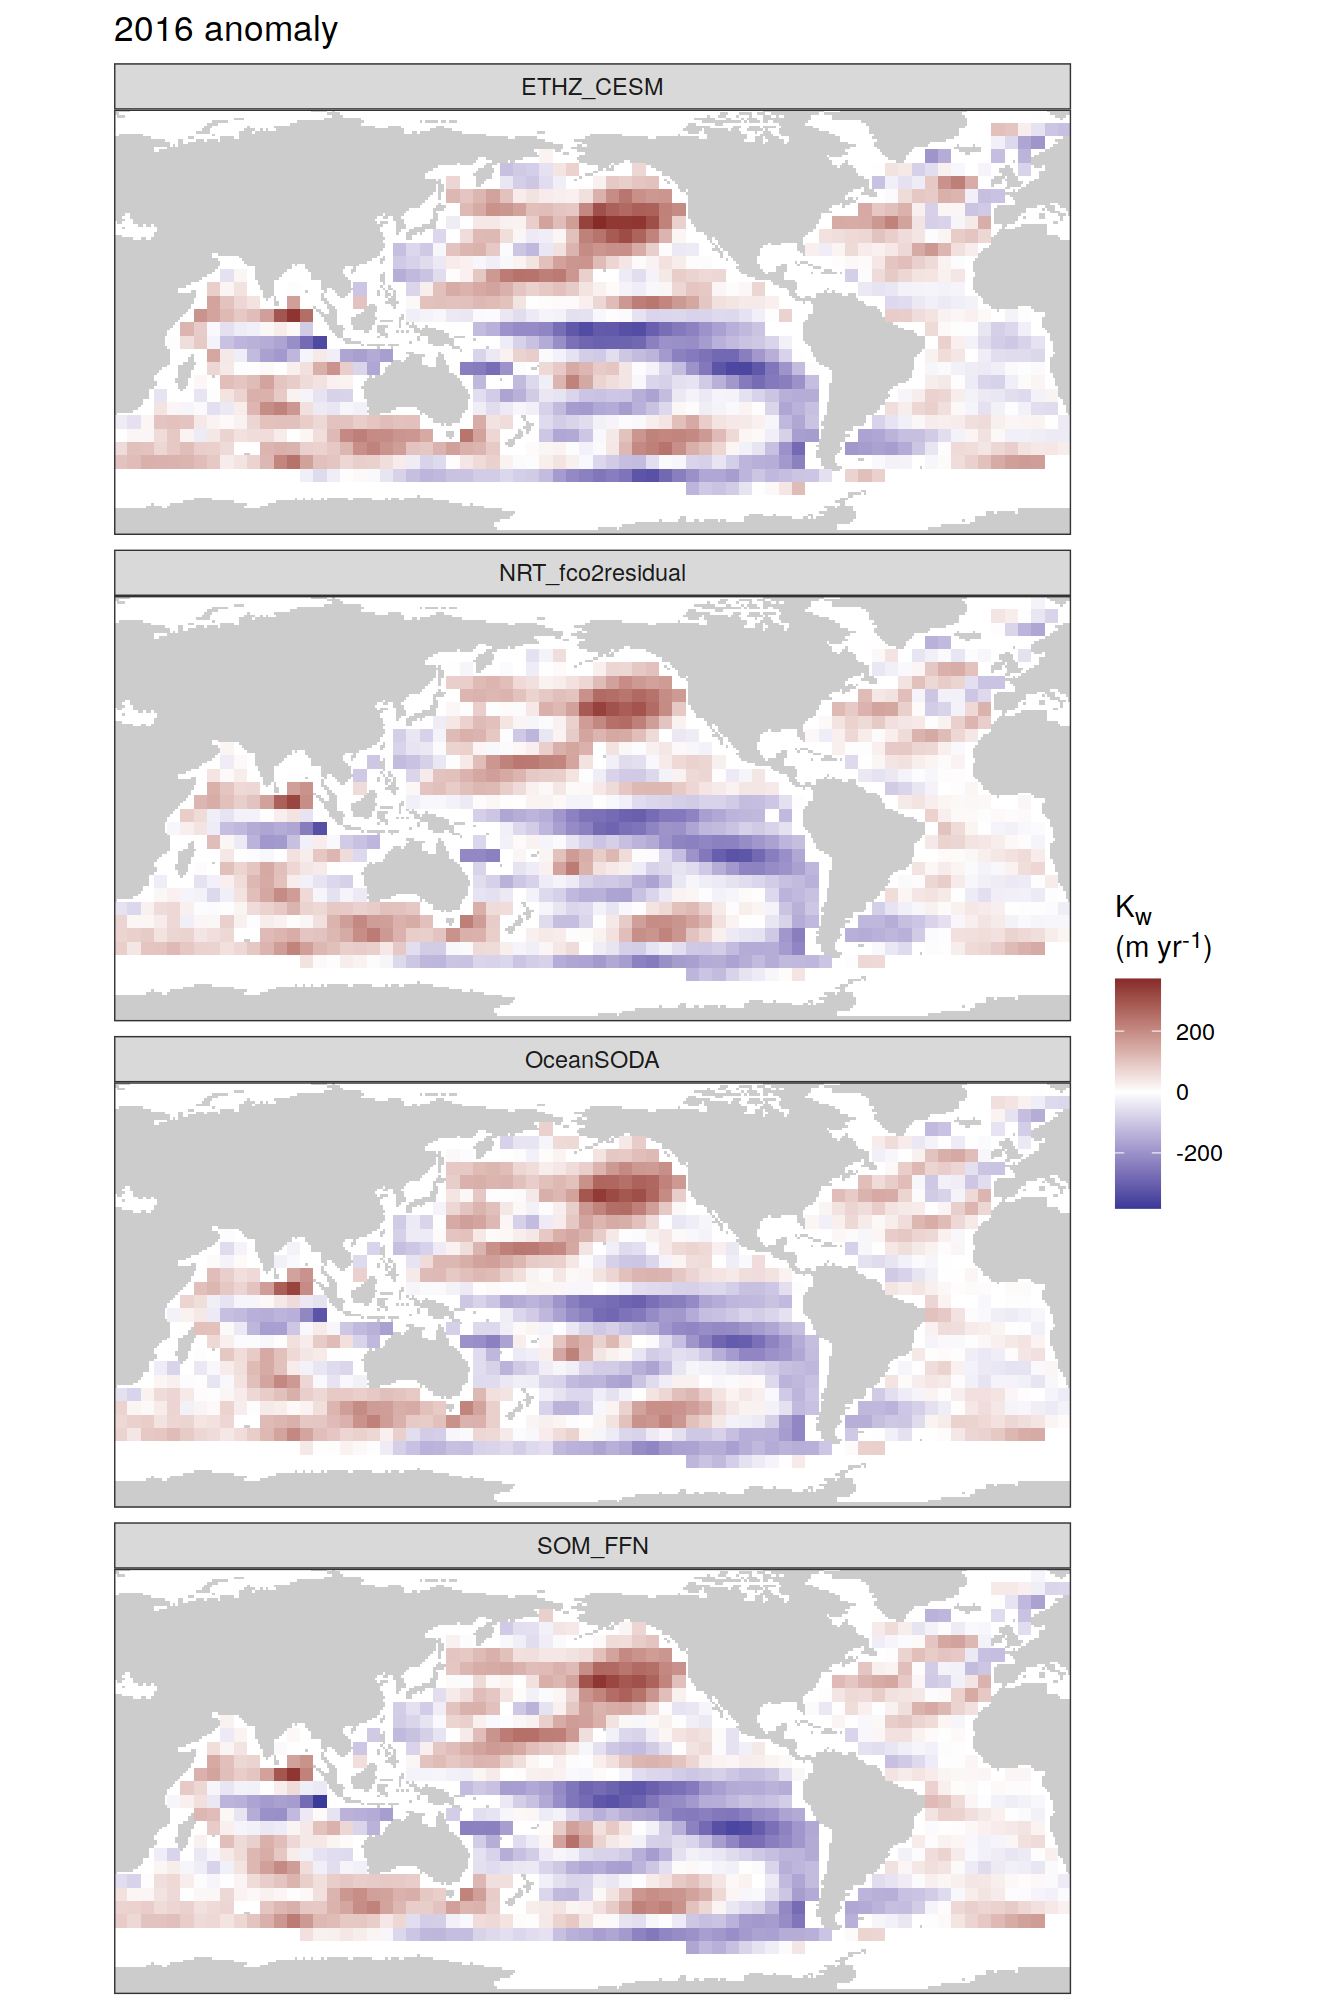 2016 anomaly
ETHZ_CESM
NRT_fco2residual
OceanSODA
SOM_FFN
Kw
(m yr-1)
200
0
-200